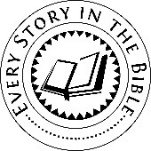 EVERY STORY IN THE BIBLE